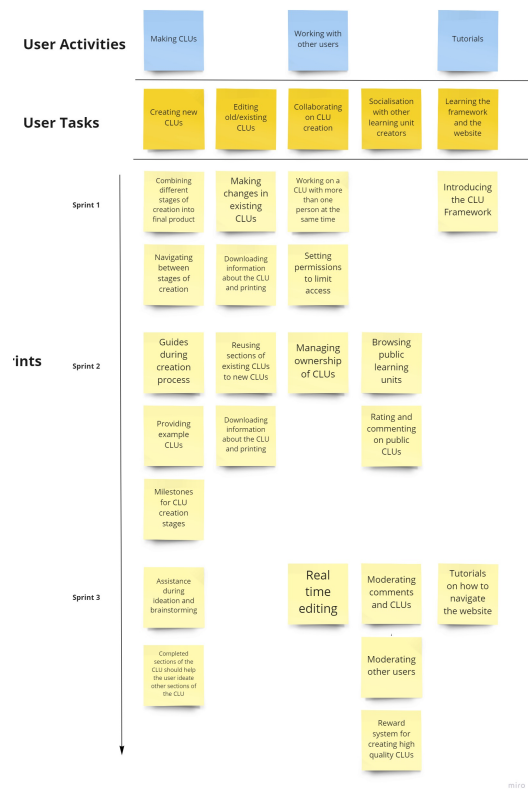 User Activities
Making CLUs
Working with
other users
Tutorials
User Tasks
Creating new
CLUs
Editing
old/existing
CLUs
Collaborating
on CLU
creation
Socialisation
with other
learning unit
creators
Learning the
framework
and the
website
Sprint 1
Combining
different
stages of
creation into
final product
Making
changes in
existing
CLUs
Working on a
CLU with more
than one
person at the
same time
Introducing
the CLU
Framework
Navigating
between
stages of
creation
Downloading
information
about the CLU
and printing
Setting
permissions
to limit
access
rints
Sprint 2
Guides
during
creation
process
Reusing
sections of
existing CLUs
to new CLUs
Managing
ownership
of CLUs
Browsing
public
learning
units
Providing
example
CLUs
Downloading
information
about the CLU
and printing
Rating and
commenting
on public
CLUs
Milestones
for CLU
creation
stages
Sprint 3
Assistance
during
ideation and
brainstorming
Real
time
editing
Moderating
comments
and CLUs
Tutorials
on how to
navigate
the website
Completed
sections of the
CLU should help
the user ideate
other sections of
the CLU
Moderating
other users
Reward
system for
creating high
quality CLUs
miro